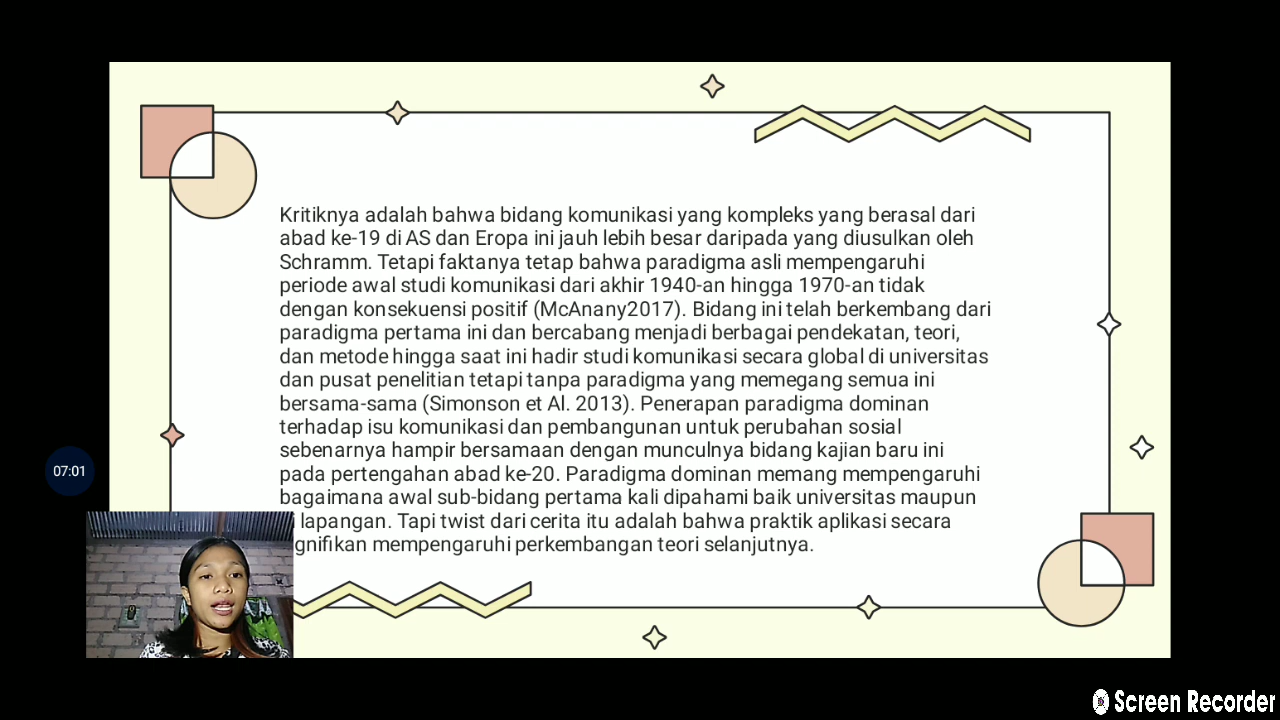 Kritiknya adalah bahwa bidang komunikasi yang kompleks yang berasal dari
abad ke-19 di AS dan Eropa ini jauh lebih besar daripada yang diusulkan oleh
Schramm. Tetapi faktanya tetap bahwa paradigma asli mempengaruhi
periode awal studi komunikasi dari akhir 1940-an hingga 1970-an tidak
dengan konsekuensi positif (McAnany2017). Bidang ini telah berkembang dari
paradigma pertama ini dan bercabang menjadi berbagai pendekatan, teori,
dan metode hingga saat ini hadir studi komunikasi secara global di universitas
dan pusat penelitian tetapi tanpa paradigma yang memegang semua ini
bersama-sama (Simonson et Al. 2013). Penerapan paradigma dominan
terhadap isu komunikasi dan pembangunan untuk perubahan sosial
sebenarnya hampir bersamaan dengan munculnya bidang kajian baru ini
pada pertengahan abad ke-20. Paradigma dominan memang mempengaruhi
bagaimana awal sub-bidang pertama kali dipahami baik universitas maupun
lapangan. Tapi twist dari cerita itu adalah bahwa praktik aplikasi secara
gnifikan mempengaruhi perkembangan teori selanjutnya.
07:01
Screen Recorder